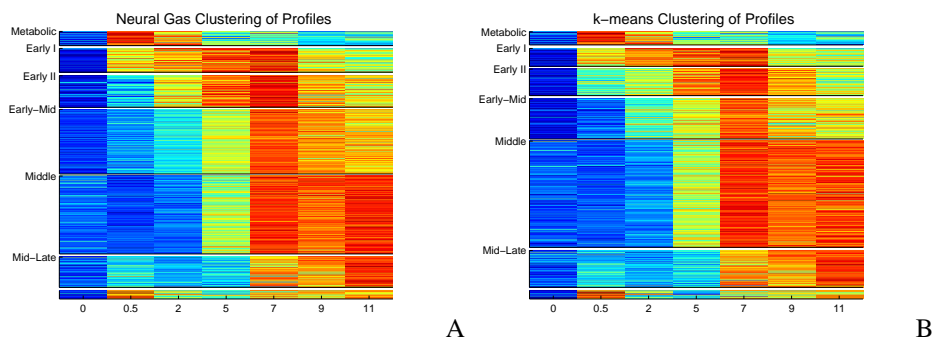 Neural Gas Clustering of Profiles
Metabolic
Early I
Early II
Early−Mid
Middle
Mid−Late
0 0.5 2 5 7 9 11
A
k−means Clustering of Profiles
Metabolic
Early I
Early II
Early−Mid
Middle
Mid−Late
0 0.5 2 5 7 9 11
B